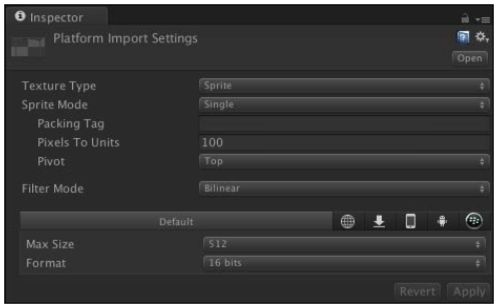 Inspector
Platform Import Settings
Open
Texture Type Sprite
Sprite Mode Single
Packing Tag
Pixels To Units 100
Pivot Top
Filter Mode Bilinear
Default
Max Size 512
Format 16 bits
Revert Apply